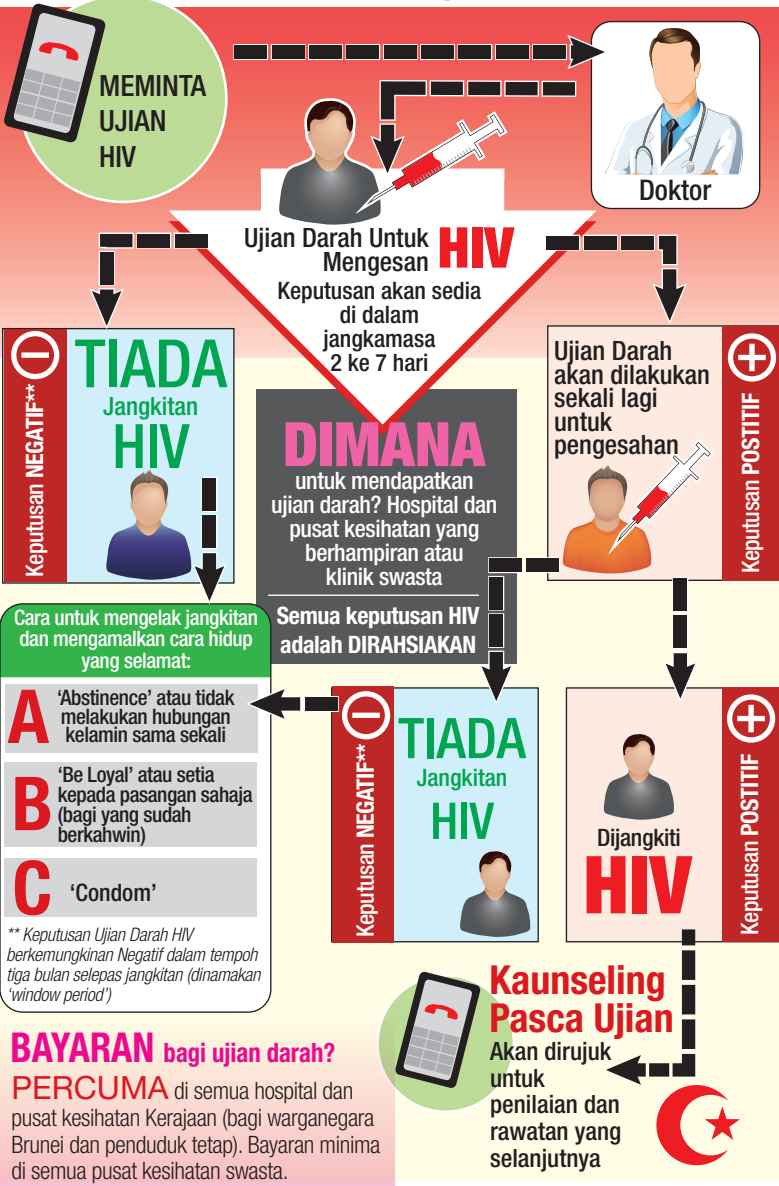 MEMINTA
UJIAN
HIV
Doktor
Ujian Darah Untuk
Mengesan HIV
Keputusan akan sedia
di dalam
jangkamasa
2 ke 7 hari
Keputusan NEGATIF**
TIADA
Jangkitan
HIV
Ujian Darah
akan dilakukan
sekali lagi
untuk
pengesahan
Keputusan POSTITIF
DIMANA
untuk mendapatkan
ujian darah? Hospital dan
pusat kesihatan yang
berhampiran atau
klinik swasta
Semua keputusan HIV
adalah DIRAHSIAKAN
Cara untuk mengelak jangkitan
dan mengamalkan cara hidup
yang selamat:
A 'Abstinence' atau tidak
melakukan hubungan
kelamin sama sekali
B 'Be Loyal' atau setia
kepada pasangan sahaja
(bagi yang sudah
berkahwin)
C 'Condom'
** Keputusan Ujian Darah HIV
berkemungkinan Negatif dalam tempoh
tiga bulan selepas jangkitan (dinamakan
'window period')
Keputusan NEGATIF**
TIADA
Jangkitan
HIV
Dijangkiti
HIV
Keputusan POSTITIF
Kaunseling
Pasca Ujian
Akan dirujuk
untuk
penilaian dan
rawatan yang
selanjutnya
BAYARAN bagi ujian darah?
PERCUMA di semua hospital dan
pusat kesihatan Kerajaan (bagi warganegara
Brunei dan penduduk tetap). Bayaran minima
di semua pusat kesihatan swasta.